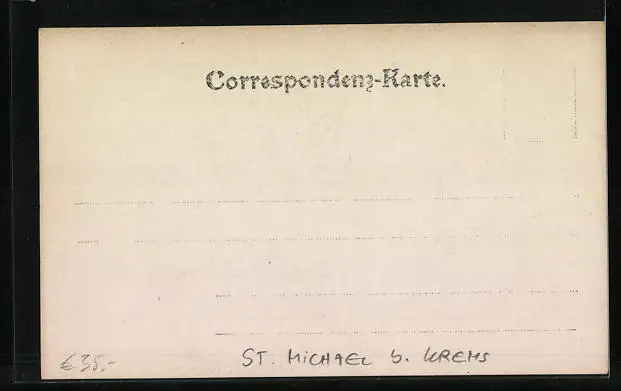 Correspondenz-Karte.
€35.-
ST. MICHAEL b. KREMS